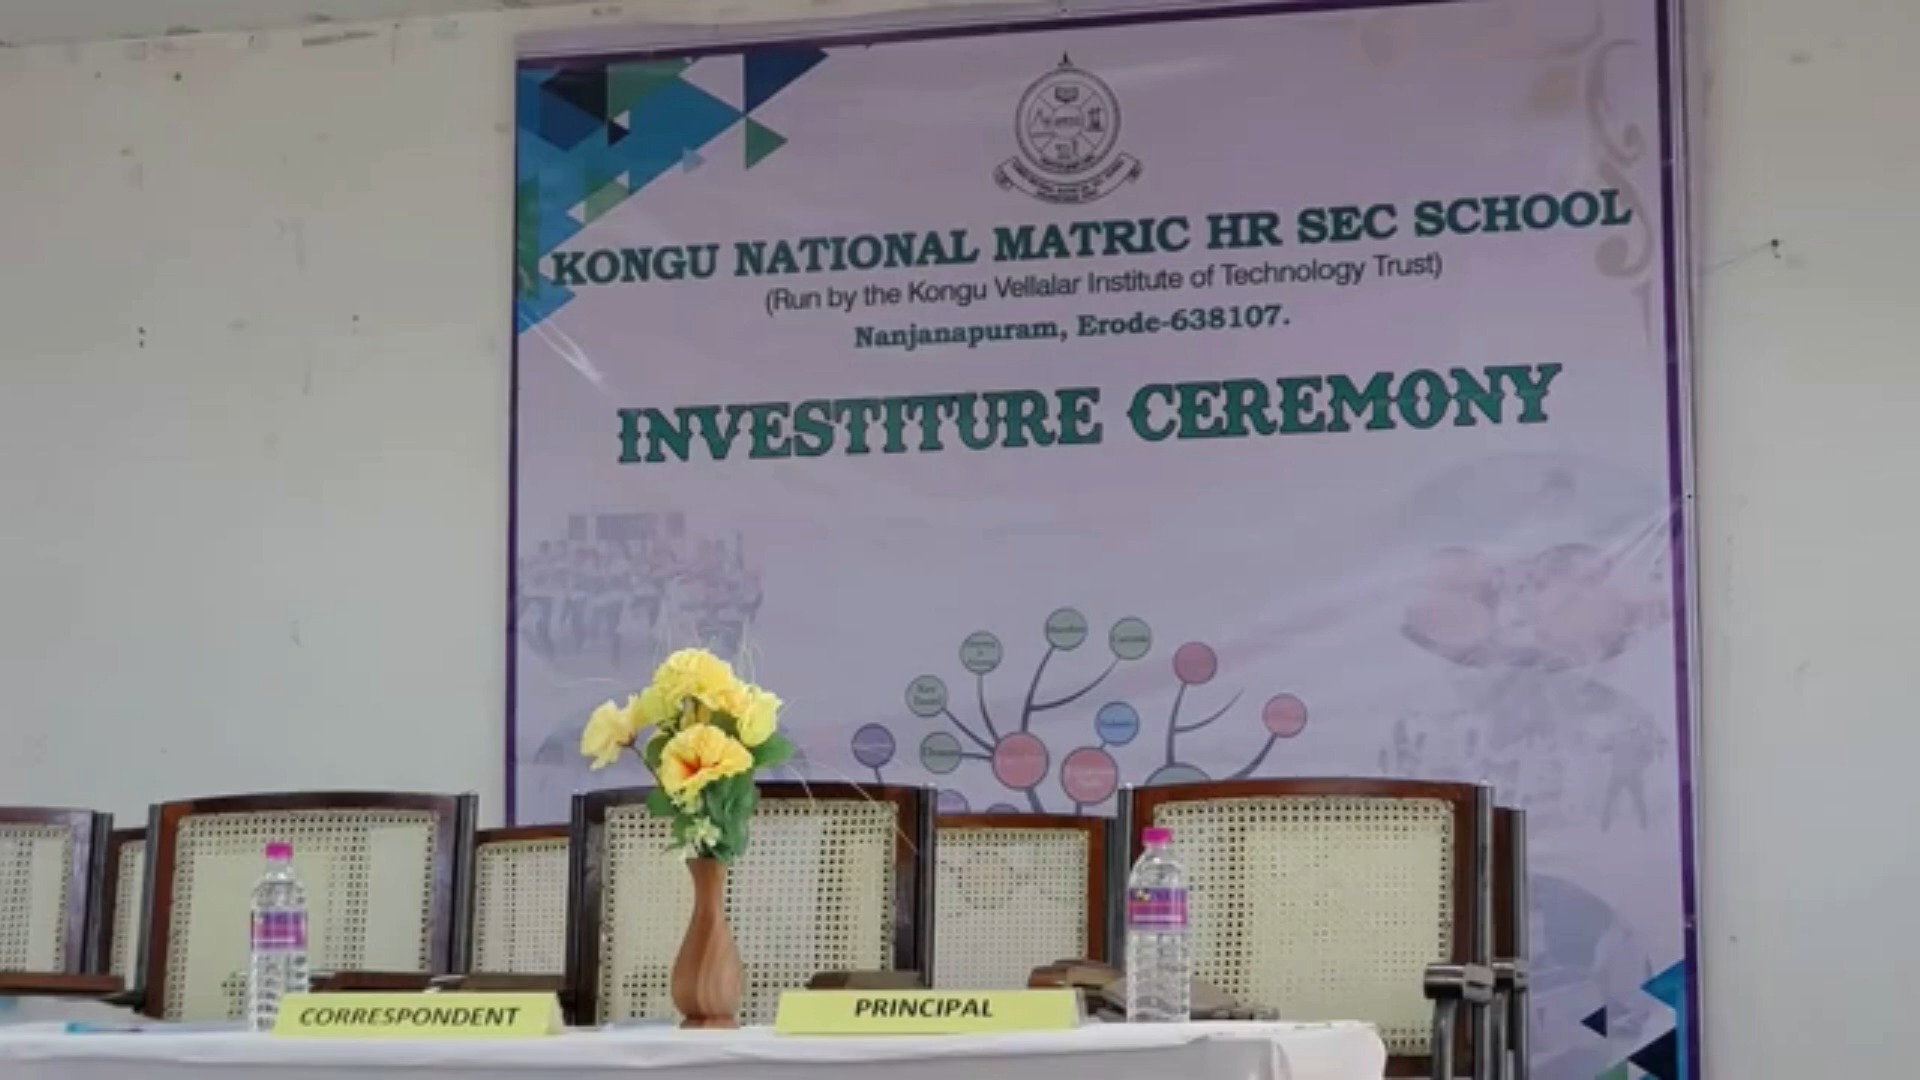 KONGU NATIONAL MATRIC HR SEC SCHOOL
(Run by the Kongu Vellalar Institute of Technology Trust)
Nanjanapuram, Erode-638107.
INVESTITURE CEREMONY
CORRESPONDENT
PRINCIPAL